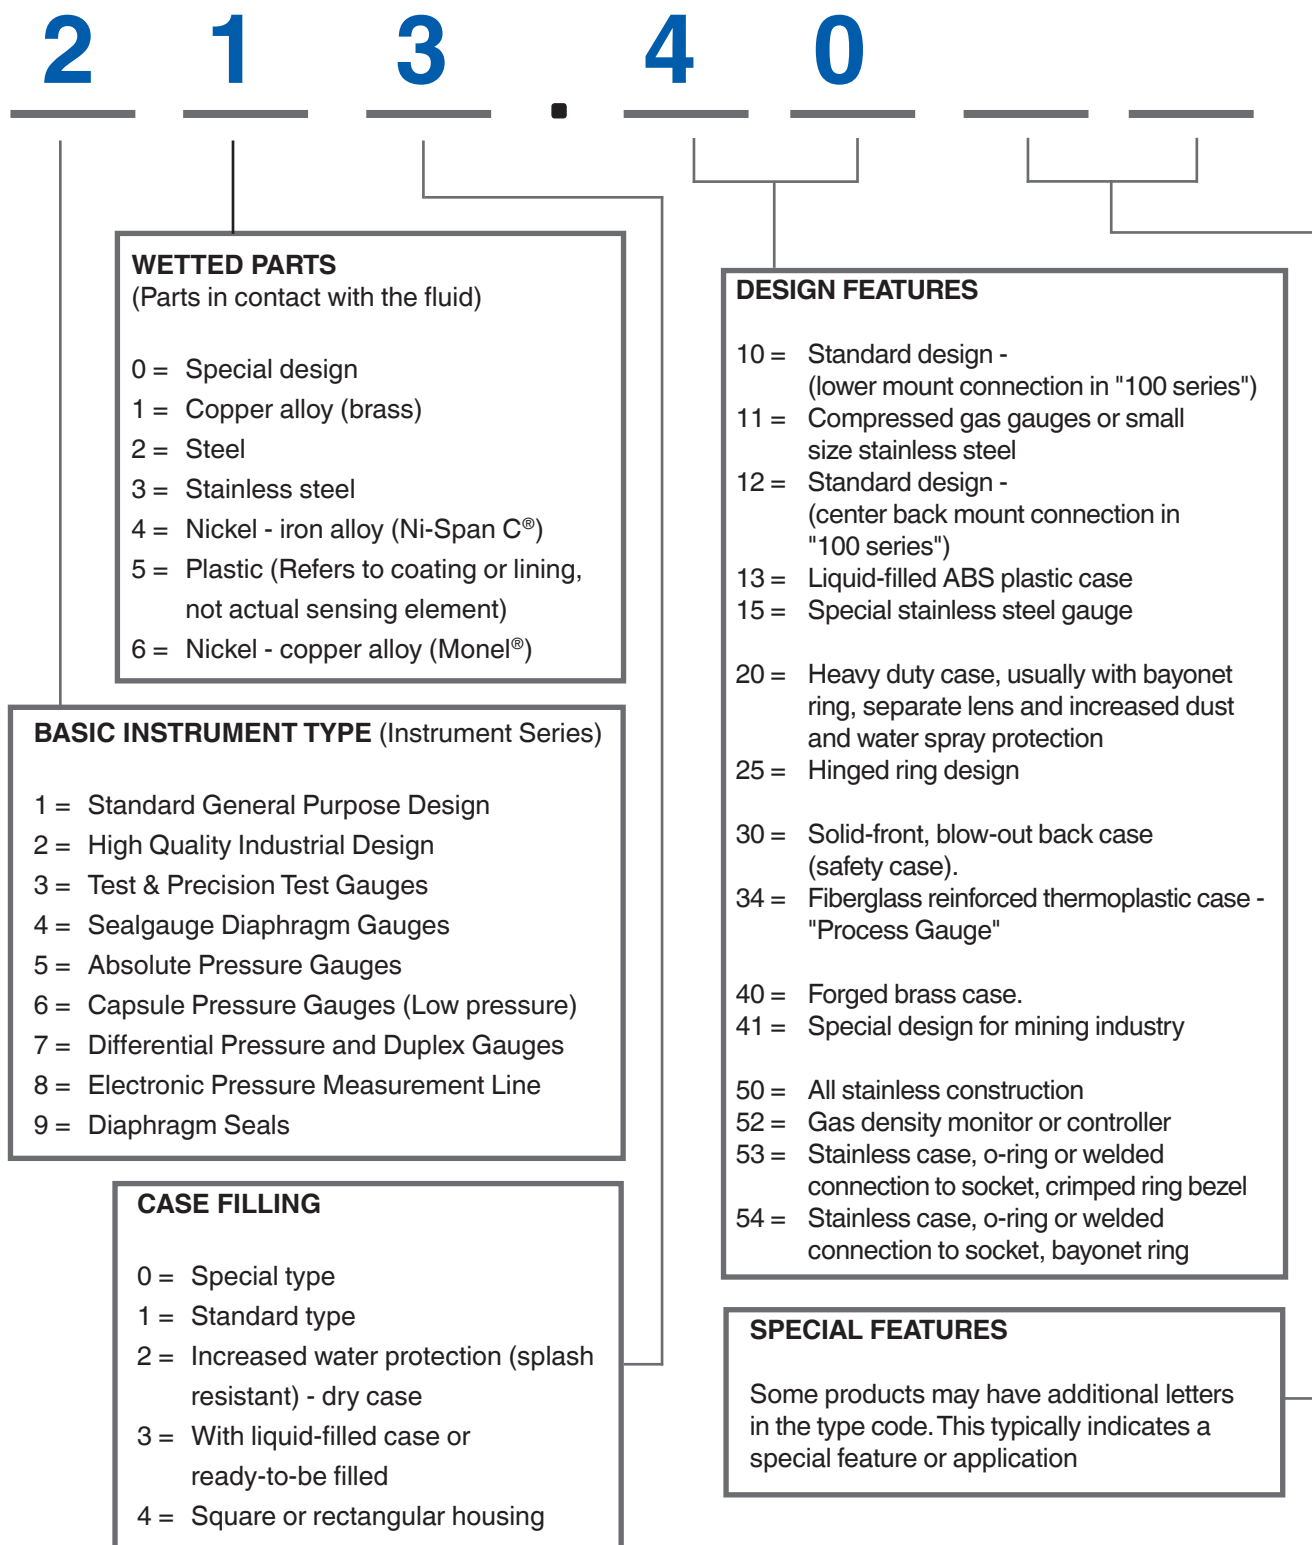 2 1 3 . 4 0
WETTED PARTS
(Parts in contact with the fluid)
0 = Special design
1 = Copper alloy (brass)
2 = Steel
3 = Stainless steel
4 = Nickel - iron alloy (Ni-Span C®)
5 = Plastic (Refers to coating or lining,
not actual sensing element)
6 = Nickel - copper alloy (Monel®)
BASIC INSTRUMENT TYPE (Instrument Series)
1 = Standard General Purpose Design
2 = High Quality Industrial Design
3 = Test & Precision Test Gauges
4 = Sealgauge Diaphragm Gauges
5 = Absolute Pressure Gauges
6 = Capsule Pressure Gauges (Low pressure)
7 = Differential Pressure and Duplex Gauges
8 = Electronic Pressure Measurement Line
9 = Diaphragm Seals
CASE FILLING
0 = Special type
1 = Standard type
2 = Increased water protection (splash
resistant) - dry case
3 = With liquid-filled case or
ready-to-be filled
4 = Square or rectangular housing
DESIGN FEATURES
10 = Standard design -
(lower mount connection in "100 series")
11 = Compressed gas gauges or small
size stainless steel
12 = Standard design -
(center back mount connection in
"100 series")
13 = Liquid-filled ABS plastic case
15 = Special stainless steel gauge
20 = Heavy duty case, usually with bayonet
ring, separate lens and increased dust
and water spray protection
25 = Hinged ring design
30 = Solid-front, blow-out back case
(safety case).
34 = Fiberglass reinforced thermoplastic case -
"Process Gauge"
40 = Forged brass case.
41 = Special design for mining industry
50 = All stainless construction
52 = Gas density monitor or controller
53 = Stainless case, o-ring or welded
connection to socket, crimped ring bezel
54 = Stainless case, o-ring or welded
connection to socket, bayonet ring
SPECIAL FEATURES
Some products may have additional letters
in the type code. This typically indicates a
special feature or application